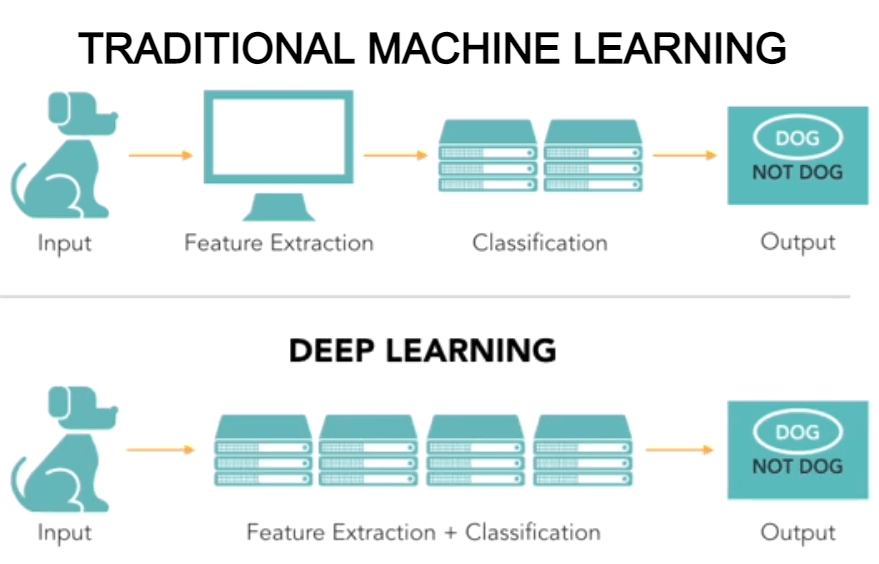 TRADITIONAL MACHINE LEARNING
DOG
NOT DOG
Input
Feature Extraction
Classification
Output
DEEP LEARNING
DOG
NOT DOG
Input
Feature Extraction + Classification
Output